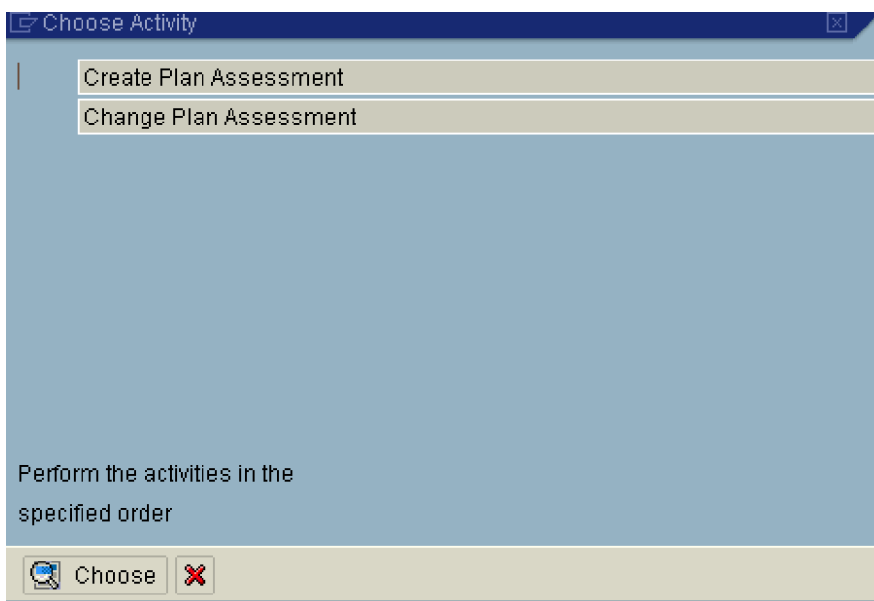 Choose Activity
Create Plan Assessment
Change Plan Assessment
Perform the activities in the
specified order
Choose